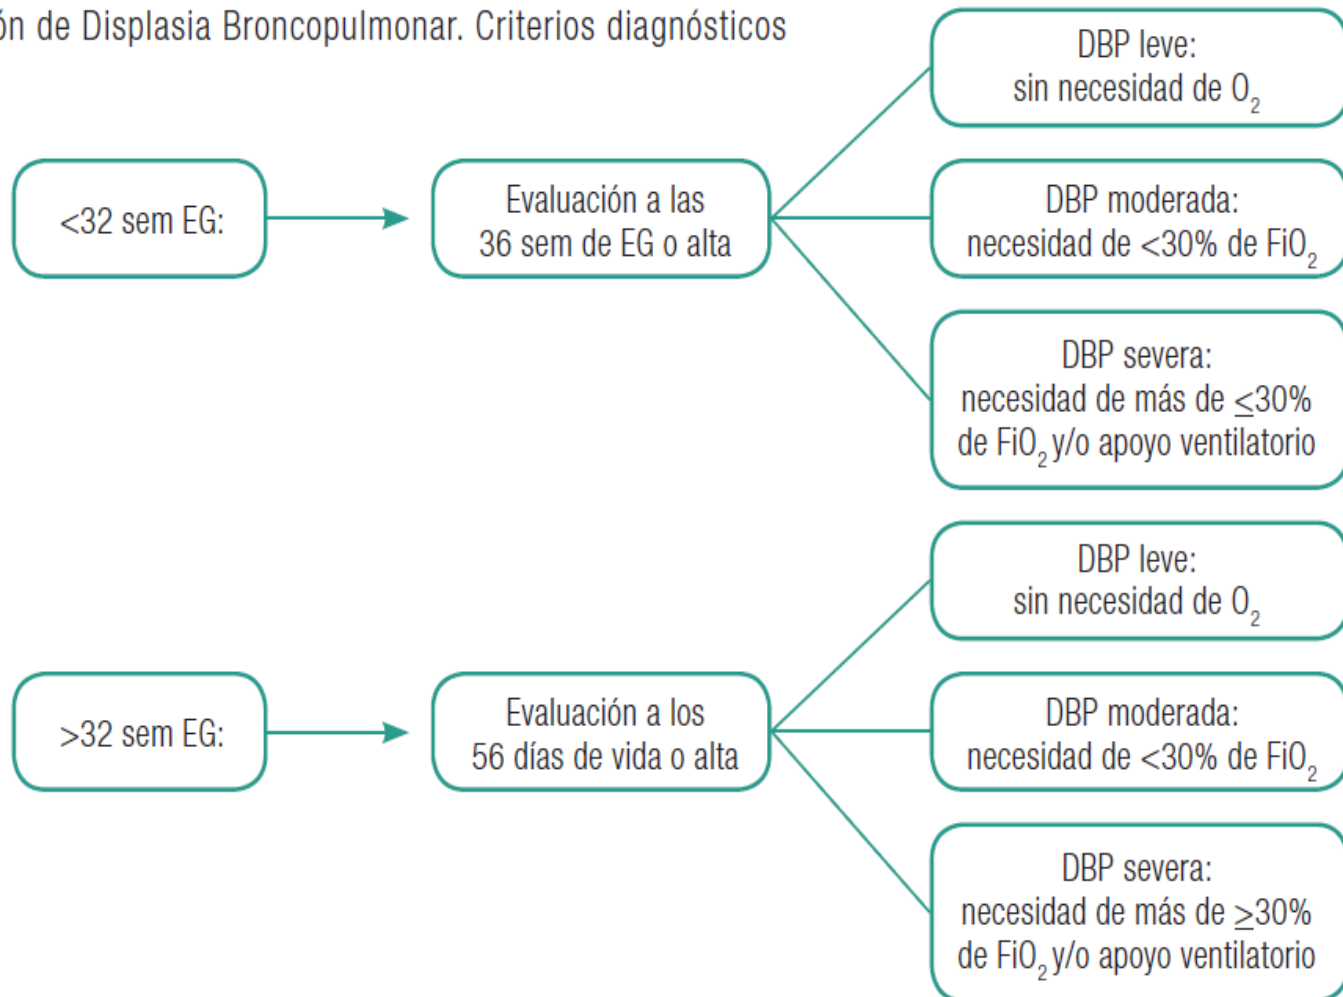 ón de Displasia Broncopulmonar. Criterios diagnósticos
<32 sem EG:
Evaluación a las
36 sem de EG o alta
DBP leve:
sin necesidad de O₂
DBP moderada:
necesidad de <30% de FiO₂
DBP severa:
necesidad de más de ≤30%
de FiO₂ y/o apoyo ventilatorio
>32 sem EG:
Evaluación a los
56 días de vida o alta
DBP leve:
sin necesidad de O₂
DBP moderada:
necesidad de <30% de FiO₂
DBP severa:
necesidad de más de ≥30%
de FiO₂ y/o apoyo ventilatorio